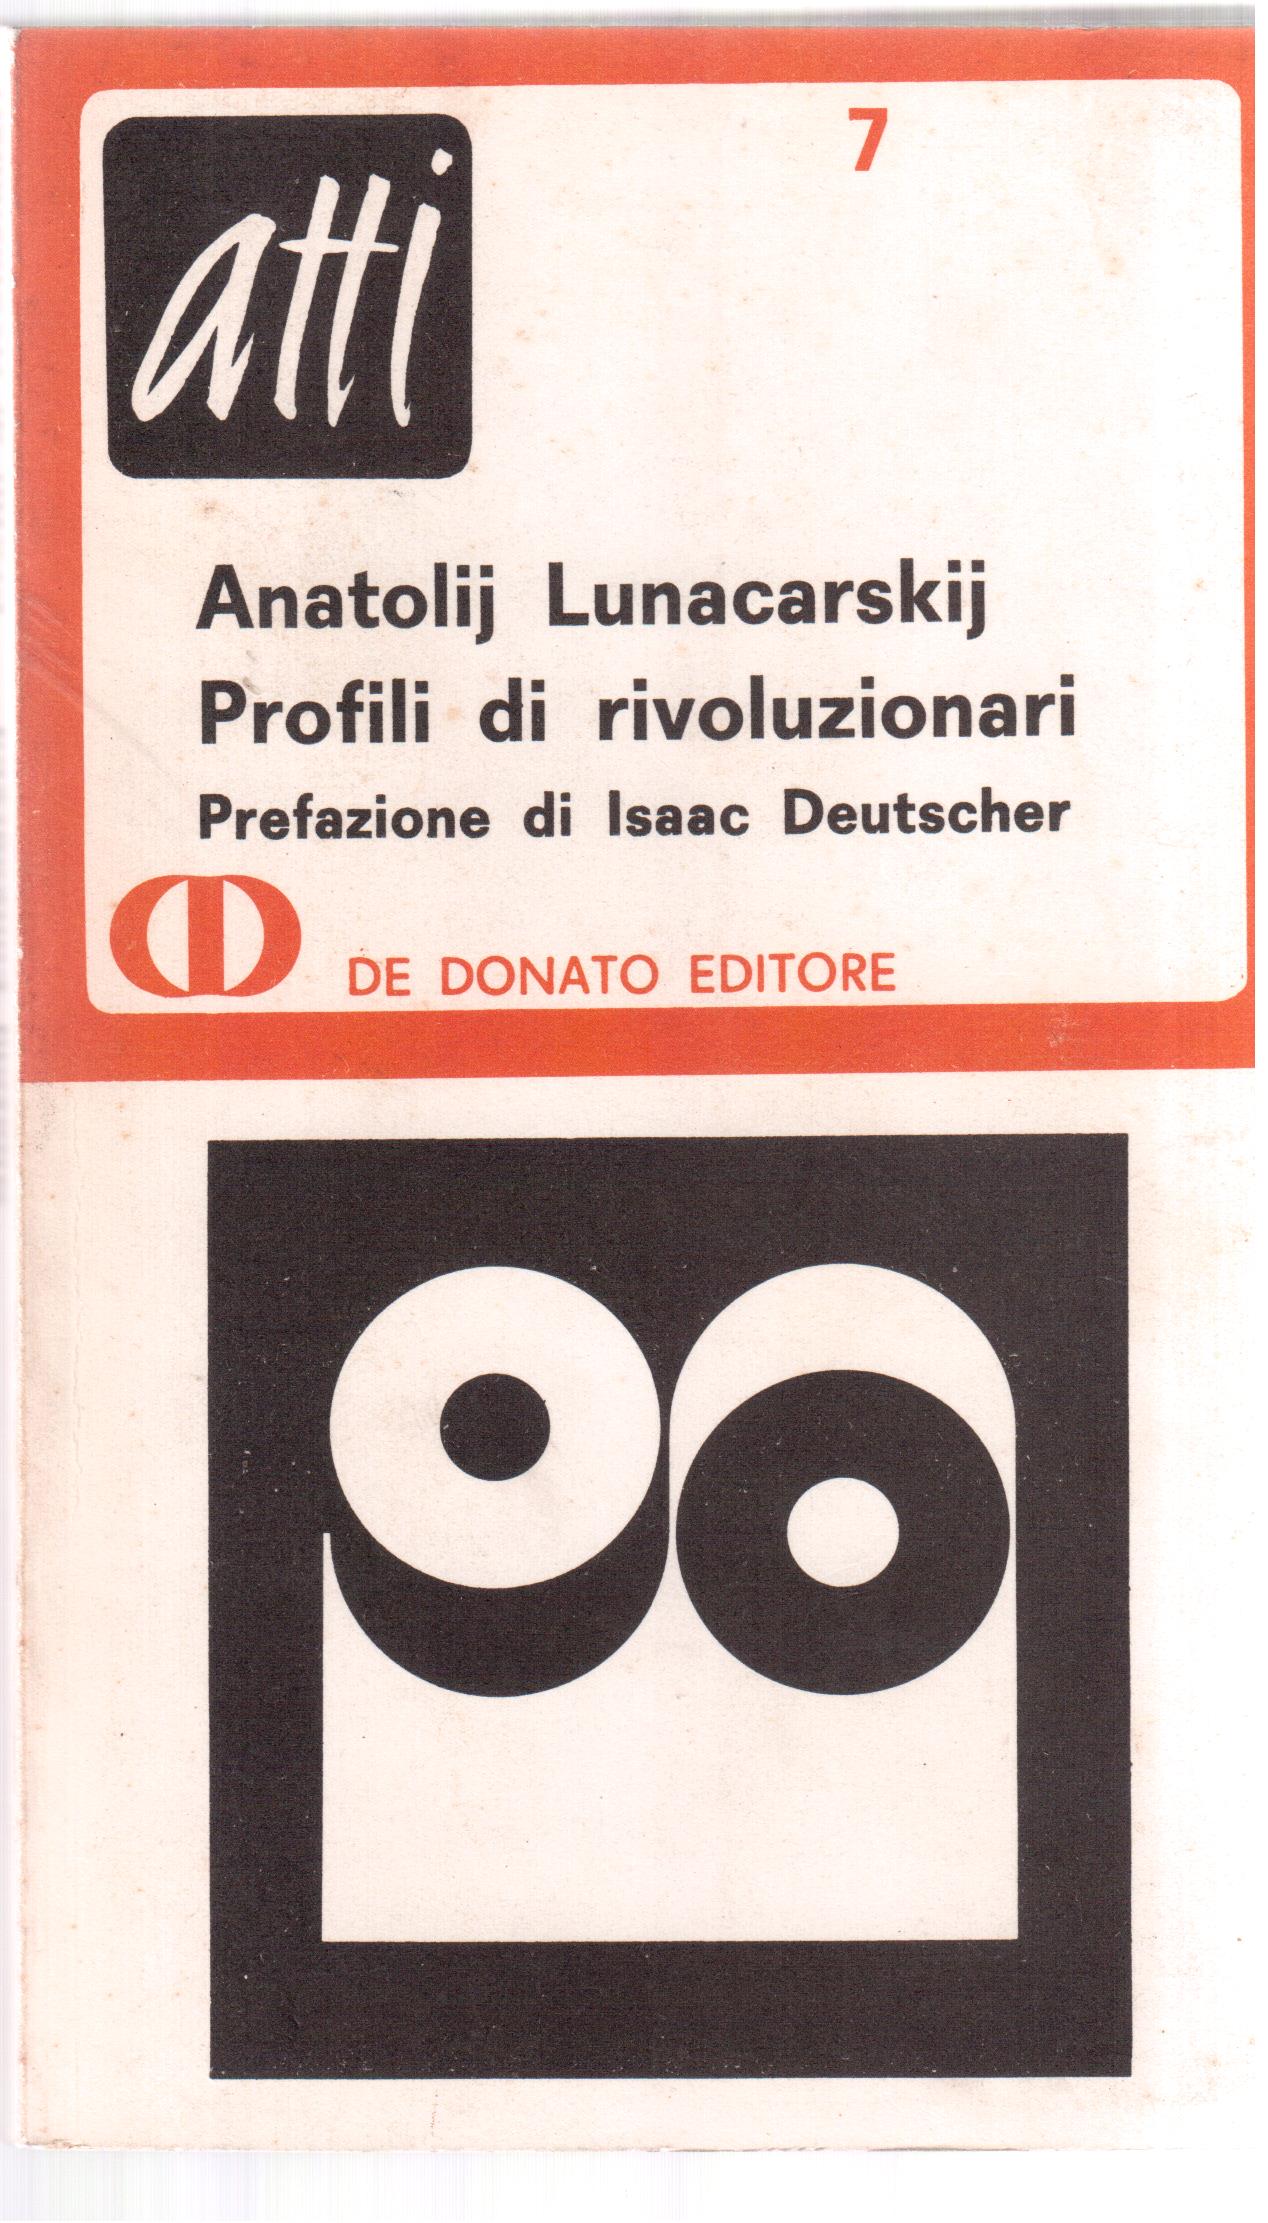 7
atti
Anatolij Lunacarskij
Profili di rivoluzionari
Prefazione di Isaac Deutscher
DE DONATO EDITORE